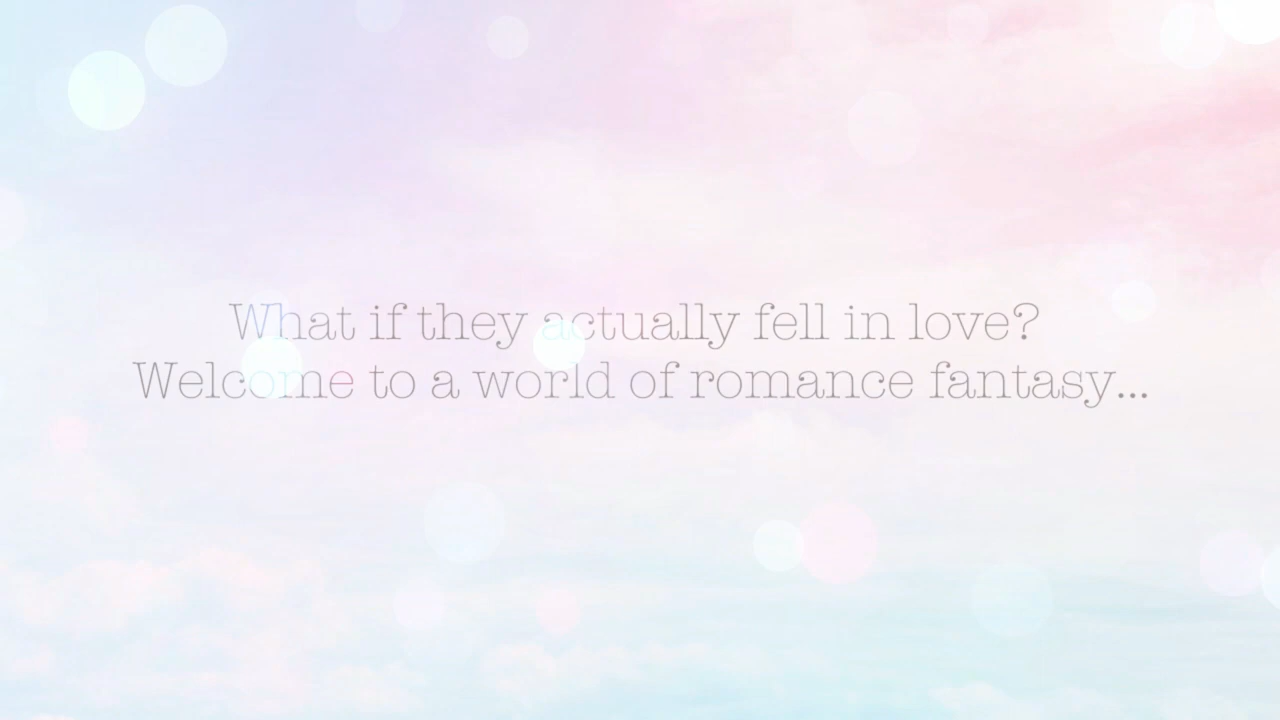 What if they actually fell in love?
Welcome to a world of romance fantasy...